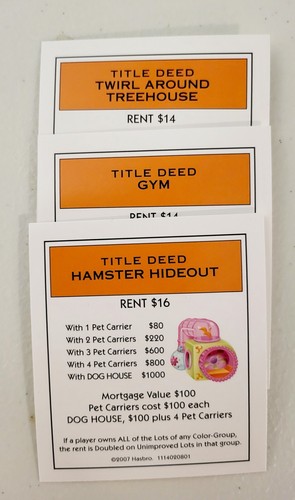 TITLE DEED
TWIRL AROUND
TREEHOUSE
RENT $14
TITLE DEED
GYM
RENT $14
TITLE DEED
HAMSTER HIDEOUT
RENT $16
With 1 Pet Carrier $80
With 2 Pet Carriers $220
With 3 Pet Carriers $600
With 4 Pet Carriers $800
With DOG HOUSE $1000
Mortgage Value $100
Pet Carriers cost $100 each
DOG HOUSE, $100 plus 4 Pet Carriers
If a player owns ALL of the Lots of any Color-Group,
the rent is Doubled on Unimproved Lots in that group.
©2007 Hasbro. 1114020801